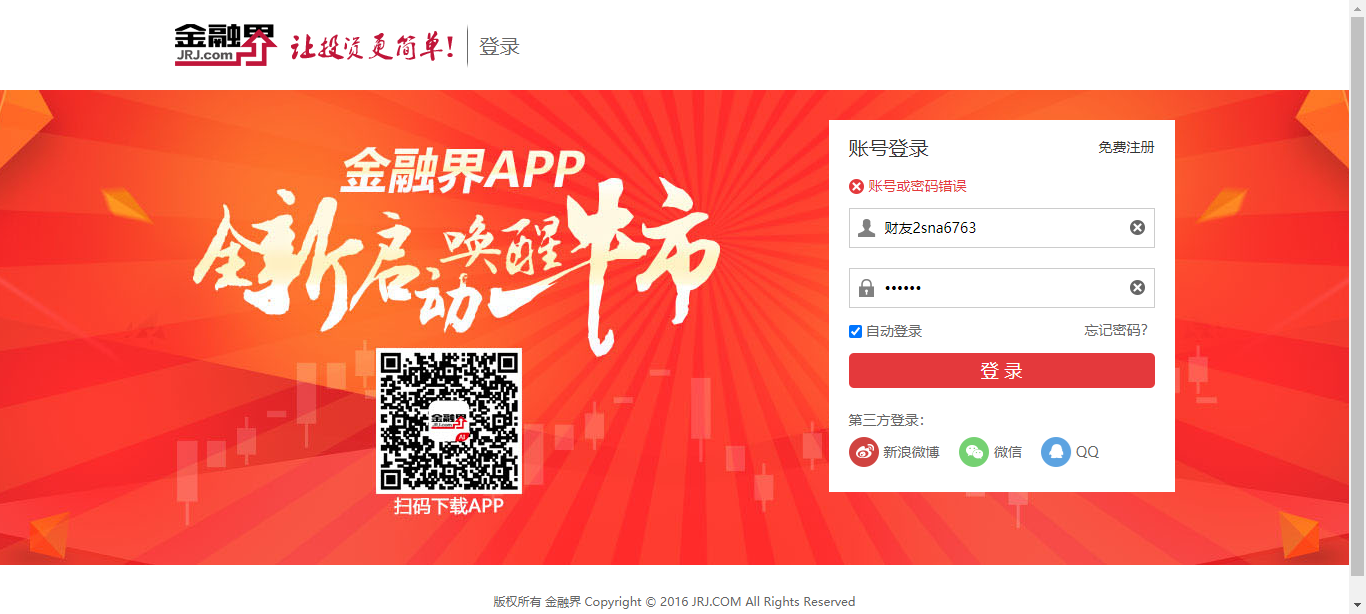 金融界
JRJ.com
让投资更简单!
登录
金融界APP
全新启动 唤醒牛市
金融界
JRJ.com
扫码下载APP
账号登录
免费注册
账号或密码错误
财友2sna6763
••••••
自动登录
忘记密码?
登 录
第三方登录：
新浪微博
微信
QQ
版权所有 金融界 Copyright © 2016 JRJ.COM All Rights Reserved